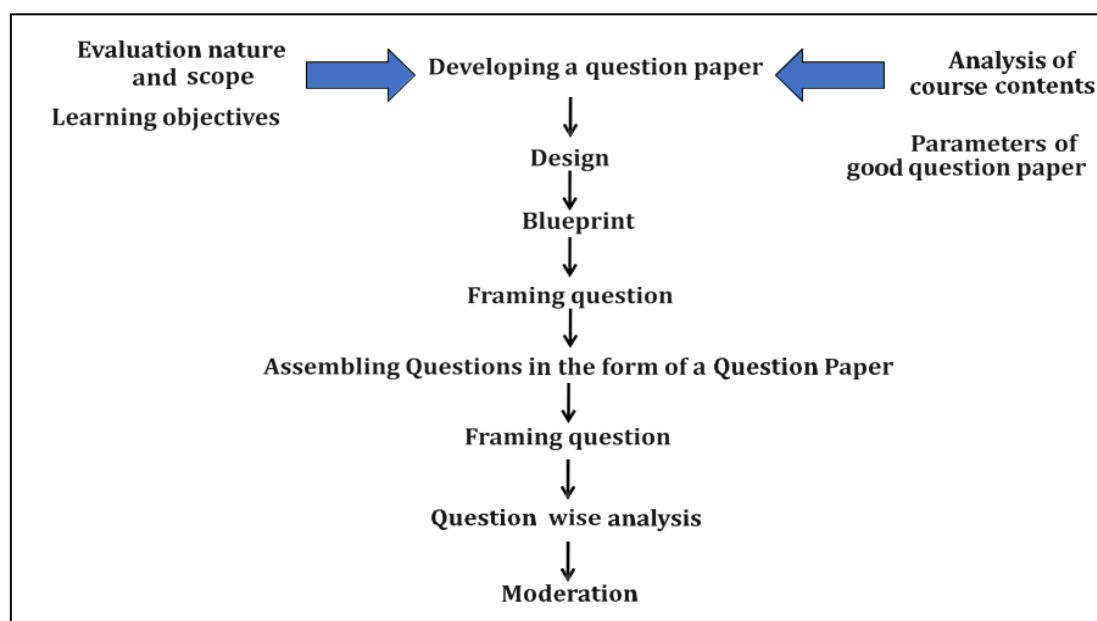 Evaluation nature
and scope
Learning objectives
Developing a question paper
Analysis of
course contents
Parameters of
good question paper
Design
Blueprint
Framing question
Assembling Questions in the form of a Question Paper
Framing question
Question wise analysis
Moderation